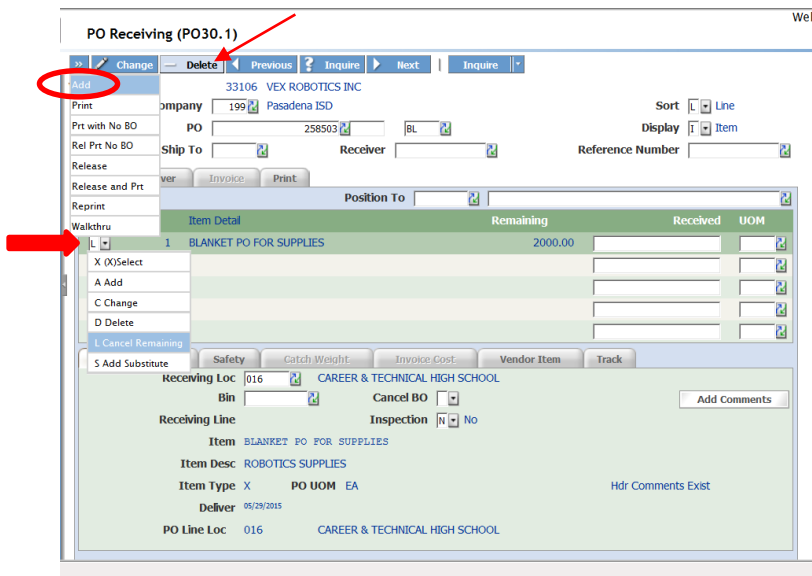 Wel
PO Receiving (PO30.1)
» Change Delete Previous ? Inquire Next | Inquire
Add
33106 VEX ROBOTICS INC
Print
ompany 199 Pasadena ISD Sort L Line
Prt with No BO
PO 258503 BL Display I Item
Rel Prt No BO
Ship To Receiver Reference Number
Release
Release and Prt
ver Invoice Print
Reprint
Position To
Walkthru
Item Detail Remaining Received UOM
L 1 BLANKET PO FOR SUPPLIES 2000.00
X (X)Select
A Add
C Change
D Delete
L Cancel Remaining
S Add Substitute
Safety Catch Weight Invoice Cost Vendor Item Track
Receiving Loc 016 CAREER & TECHNICAL HIGH SCHOOL
Bin Cancel BO Add Comments
Receiving Line Inspection N No
Item BLANKET PO FOR SUPPLIES
Item Desc ROBOTICS SUPPLIES
Item Type X PO UOM EA Hdr Comments Exist
Deliver 05/29/2015
PO Line Loc 016 CAREER & TECHNICAL HIGH SCHOOL